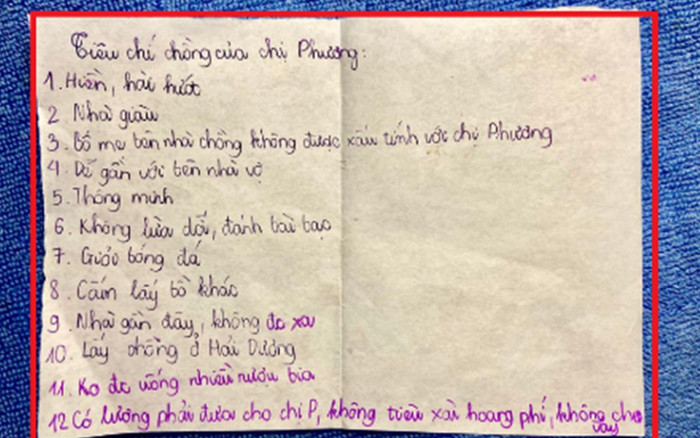 Tiêu chí chồng của chị Phương:
1. Hiền, hài hước
2. Nhà giàu
3. Bố mẹ bên nhà chồng không được xấu tính với chị Phương
4. Dễ gần với bên nhà vợ
5. Thông minh
6. Không lừa dối, đánh bài bạc
7. Guốc bóng đá
8. Cấm lấy bồ khác
9. Nhà gần đây, không đc xa
10. Lấy chồng ở Hải Dương
11. Ko đc uống nhiều rượu bia
12 Có lương phải đưa cho chị P, không tiêu xài hoang phí, không cho vay